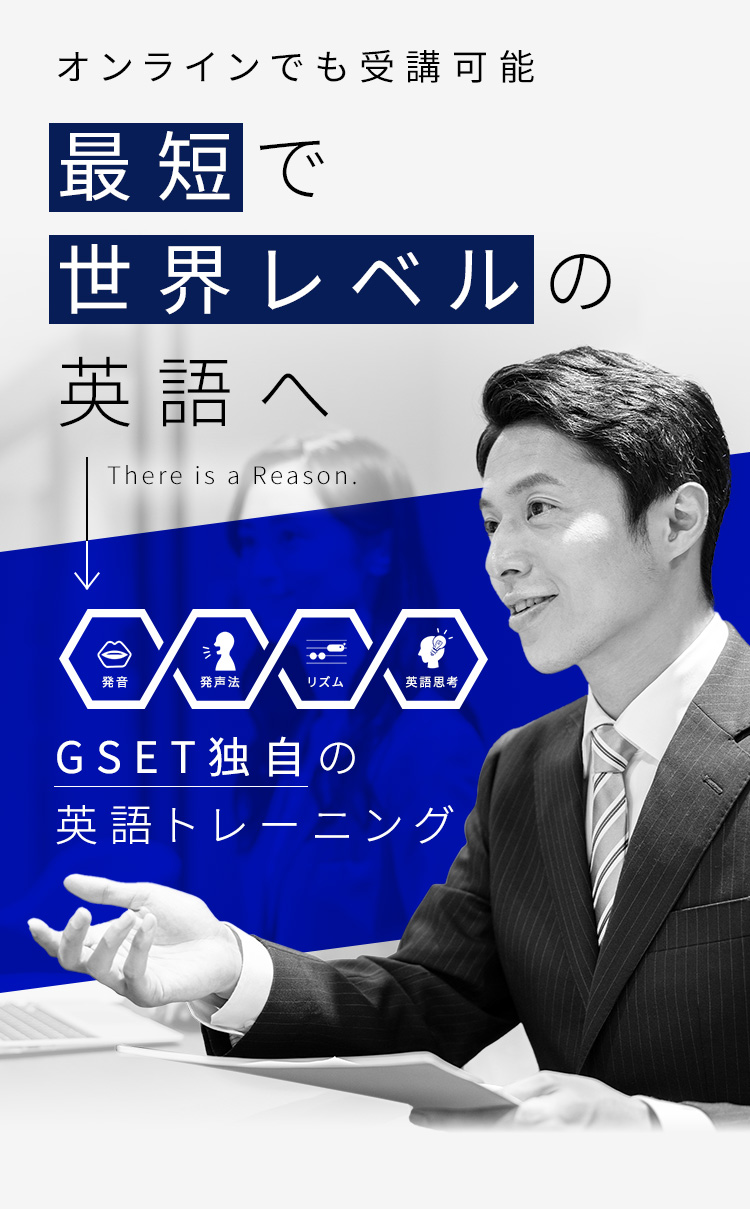 オンラインでも受講可能
最短で
世界レベルの
英語へ
There is a Reason.
発音
発声法
リズム
英語思考
GSET独自の
英語トレーニング